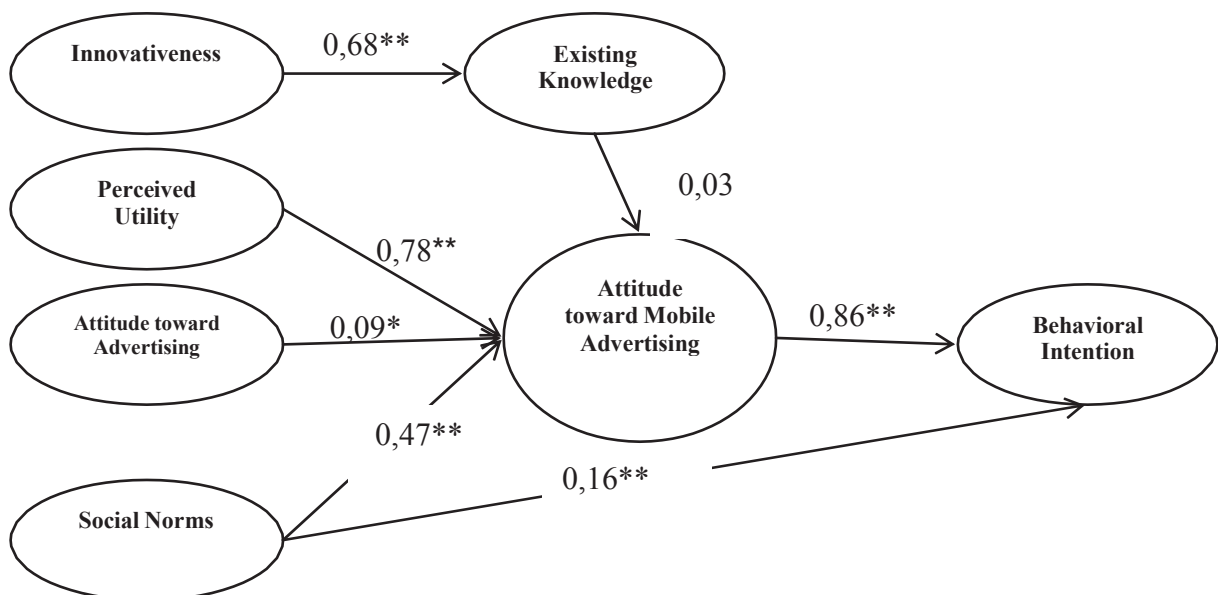 Innovativeness
0,68**
Existing
Knowledge
Perceived
Utility
0,03
0,78**
Attitude toward
Advertising
0,09*
Attitude
toward Mobile
Advertising
0,86**
Behavioral
Intention
0,47**
0,16**
Social Norms